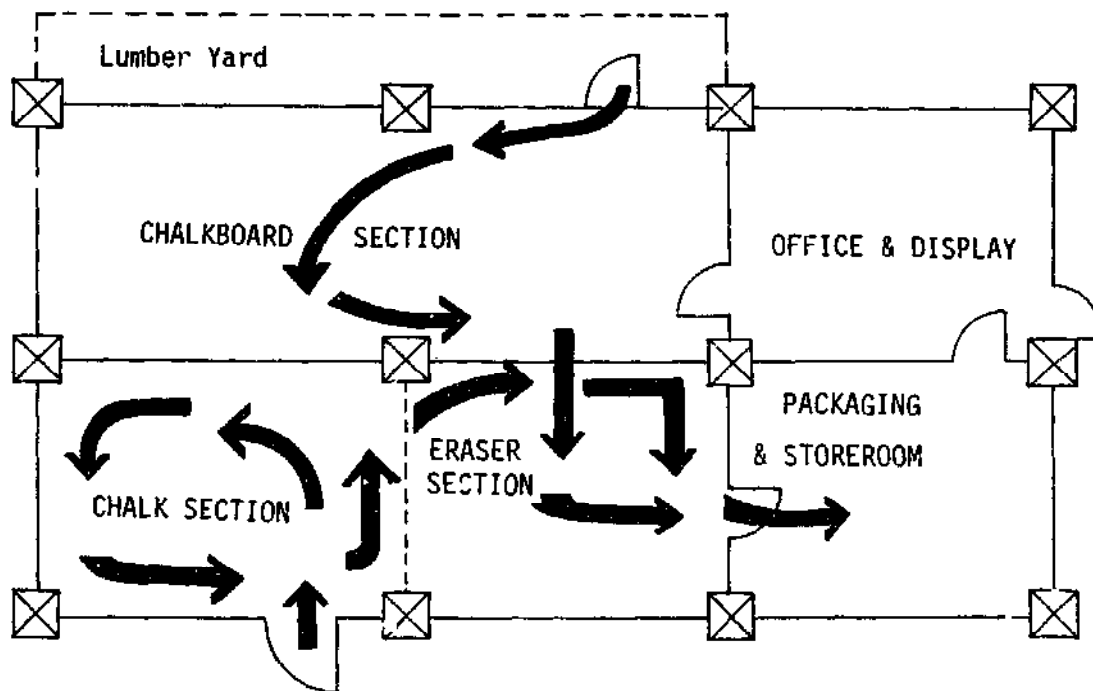 Lumber Yard
CHALKBOARD SECTION
OFFICE & DISPLAY
PACKAGING
& STOREROOM
ERASER
SECTION
CHALK SECTION